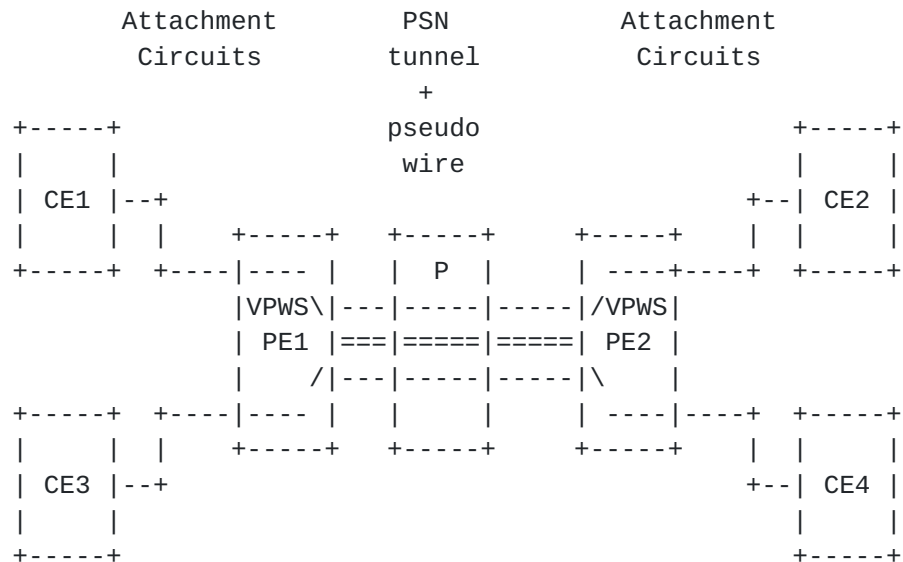 Attachment PSN Attachment
Circuits tunnel Circuits
+
+-----+ pseudo +-----+
| | wire | |
| CE1 |--+ +--| CE2 |
| | | +-----+ +-----+ +-----+ | | |
+-----+ +----|---- | | P | | ----+----+ +-----+
|VPWS\|---|-----|-----|/VPWS|
| PE1 |===|=====|=====| PE2 |
| /|---|-----|-----|\ |
+-----+ +----|---- | | | | ----|----+ +-----+
| | | +-----+ +-----+ +-----+ | | |
| CE3 |--+ +--| CE4 |
| | | |
+-----+ +-----+